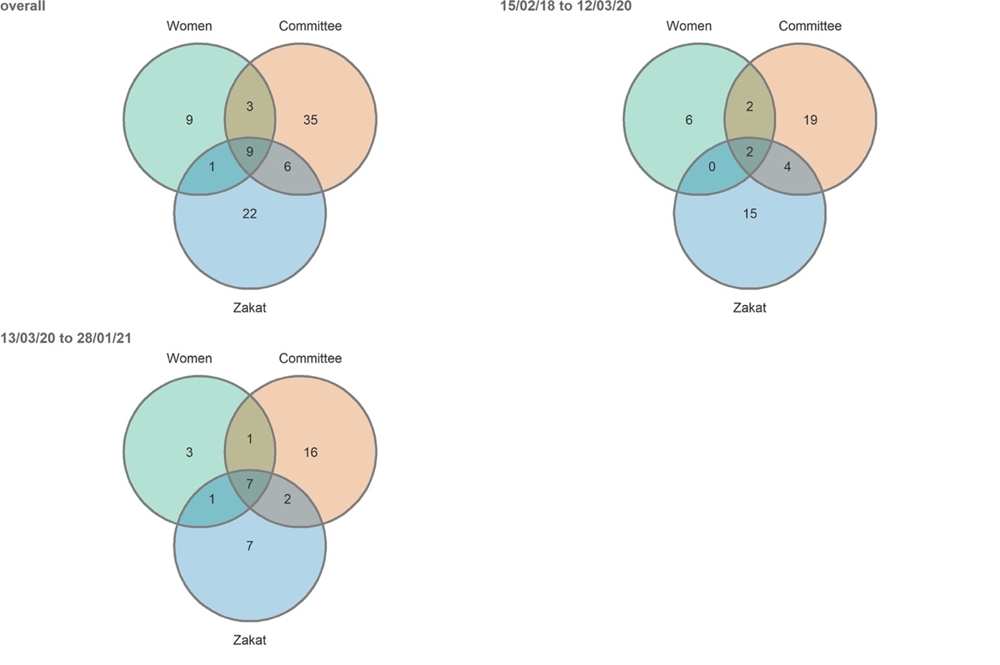 overall
Women Committee
3
9 35
9
1 6
22
Zakat
15/02/18 to 12/03/20
Women Committee
2
6 19
2
0 4
15
Zakat
13/03/20 to 28/01/21
Women Committee
1
3 16
7
1 2
7
Zakat